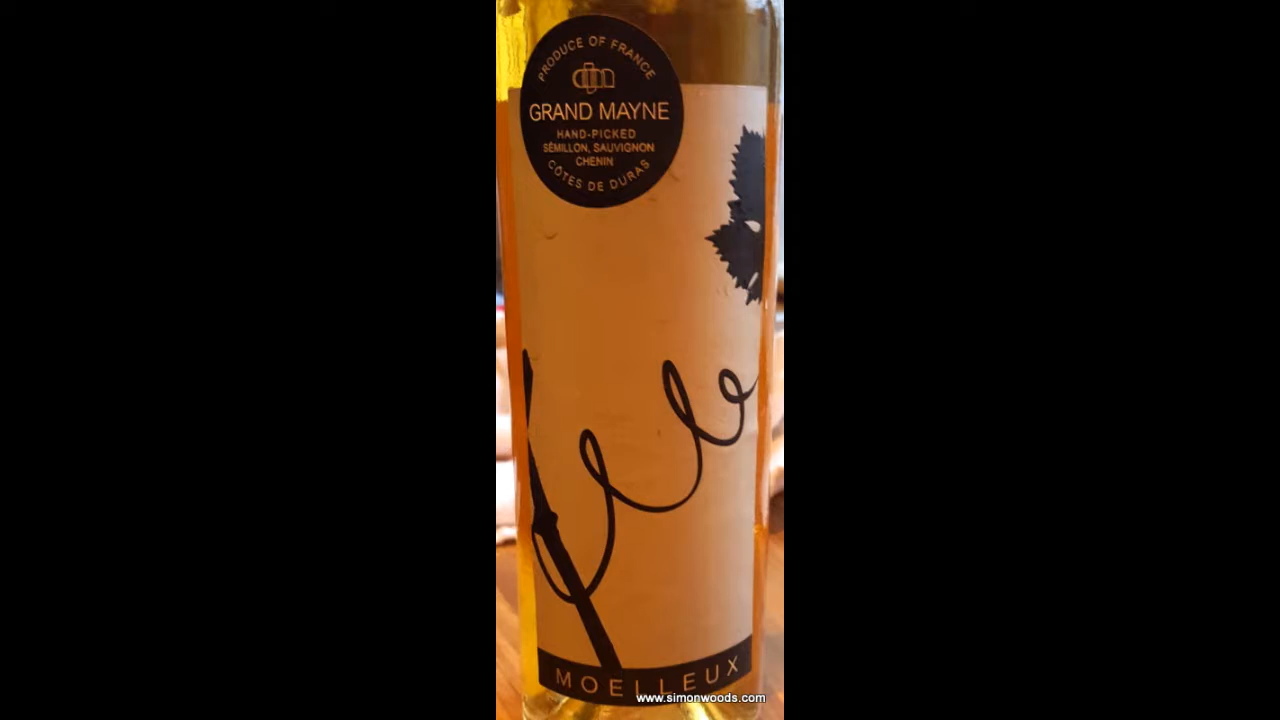 PRODUCE OF FRANCE
GRAND MAYNE
HAND-PICKED
SÉMILLON, SAUVIGNON
CHENIN
CÔTES DE DURAS
MOELLEUX
www.simonwoods.com